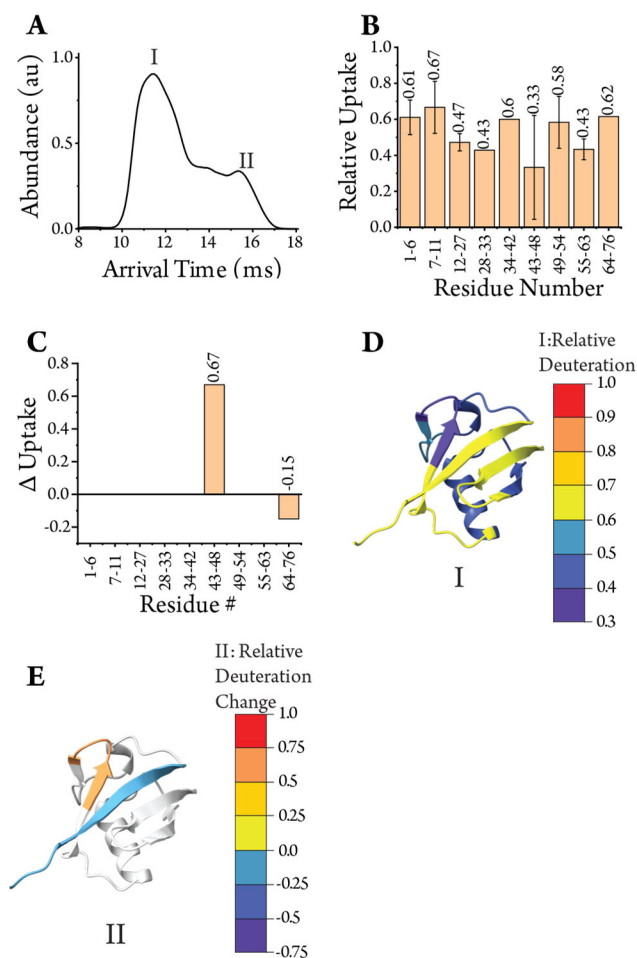 A
I
II
Abundance (au)
1.0
0.5
0.0
8 10 12 14 16 18
Arrival Time (ms)
B
Relative Uptake
1.0
0.8
0.6
0.4
0.2
0.0
0.61
0.67
0.47
0.43
0.6
0.33
0.58
0.43
0.62
1-6
7-11
12-27
28-33
34-42
43-48
49-54
55-63
64-76
Residue Number
C
Δ Uptake
0.8
0.6
0.4
0.2
0.0
-0.2
0.67
-0.15
1-6
7-11
12-27
28-33
34-42
43-48
49-54
55-63
64-76
Residue #
D
I:Relative
Deuteration
1.0
0.9
0.8
0.7
0.6
0.5
0.4
0.3
I
E
II: Relative
Deuteration
Change
1.0
0.75
0.5
0.25
0.0
-0.25
-0.5
-0.75
II